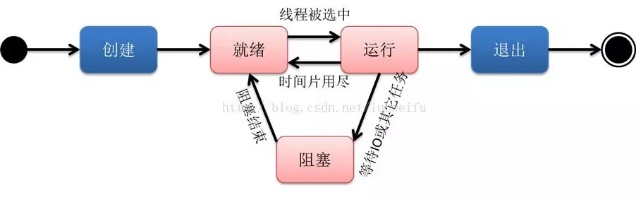 线程被选中
创建
就绪
运行
退出
时间片用尽
阻塞结束
等待IO或其它任务
阻塞